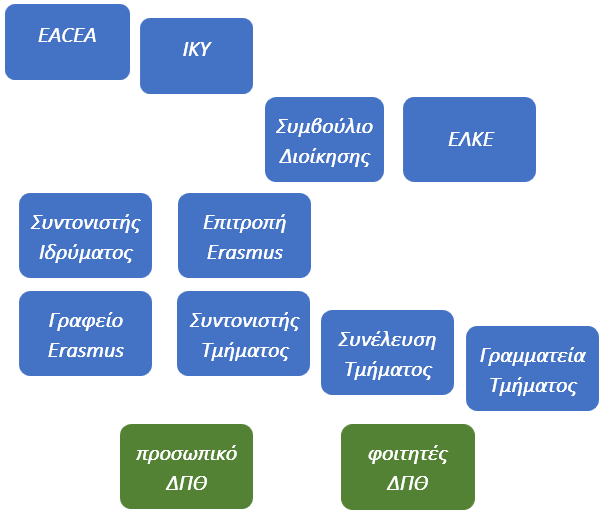 EACEA
ΙΚΥ
Συμβούλιο
Διοίκησης
ΕΛΚΕ
Συντονιστής
Ιδρύματος
Επιτροπή
Erasmus
Γραφείο
Erasmus
Συντονιστής
Τμήματος
Συνέλευση
Τμήματος
Γραμματεία
Τμήματος
προσωπικό
ΔΠΘ
φοιτητές
ΔΠΘ